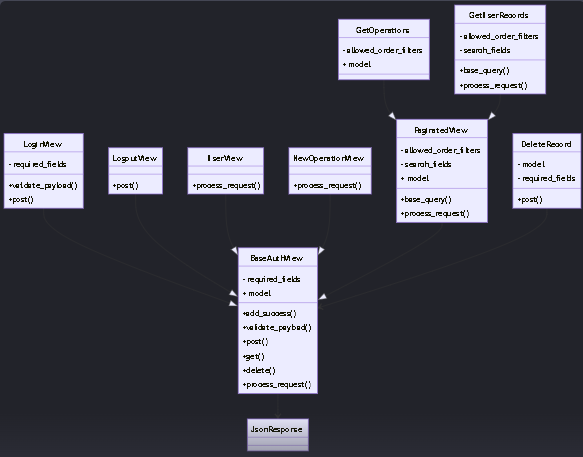 GetOperations
- allowed_order_filters
+ model
GetUserRecords
- allowed_order_filters
- search_fields
+base_query()
+process_request()
LoginView
- required_fields
+validate_payload()
+post()
LogoutView
+post()
UserView
+process_request()
NewOperationView
+process_request()
PaginatedView
- allowed_order_filters
- search_fields
+ model
+base_query()
+process_request()
DeleteRecord
- model
- required_fields
+post()
BaseAuthView
- required_fields
+ model
+add_success()
+validate_payload()
+post()
+get()
+delete()
+process_request()
JsonResponse